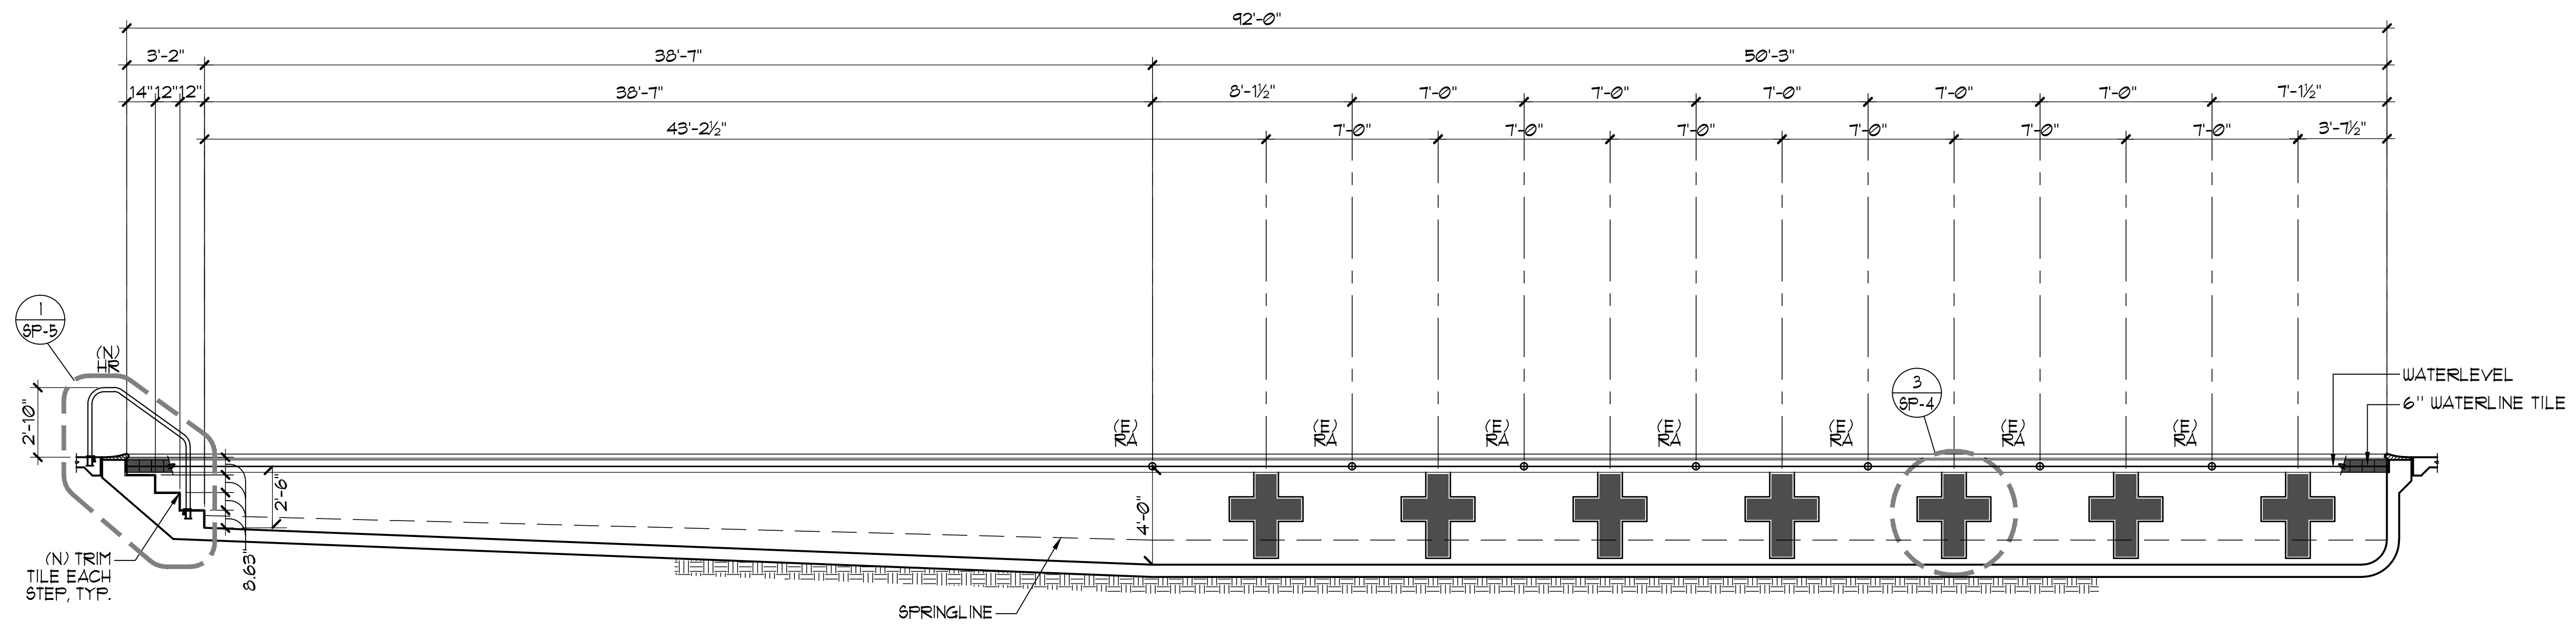 92'-0"
3'-2" 38'-7" 50'-3"
14" 12" 12" 38'-7" 8'-1½" 7'-0" 7'-0" 7'-0" 7'-0" 7'-0" 7'-1½"
43'-2½" 7'-0" 7'-0" 7'-0" 7'-0" 7'-0" 7'-0" 3'-7½"
1
SP-5
(N)
HR
2'-10"
(E)
RA
(E)
RA
(E)
RA
(E)
RA
(E)
RA
(E)
RA
(E)
RA
3
SP-4
WATERLEVEL
6" WATERLINE TILE
2'-6"
4'-0"
8.63"
(N) TRIM
TILE EACH
STEP, TYP.
SPRINGLINE